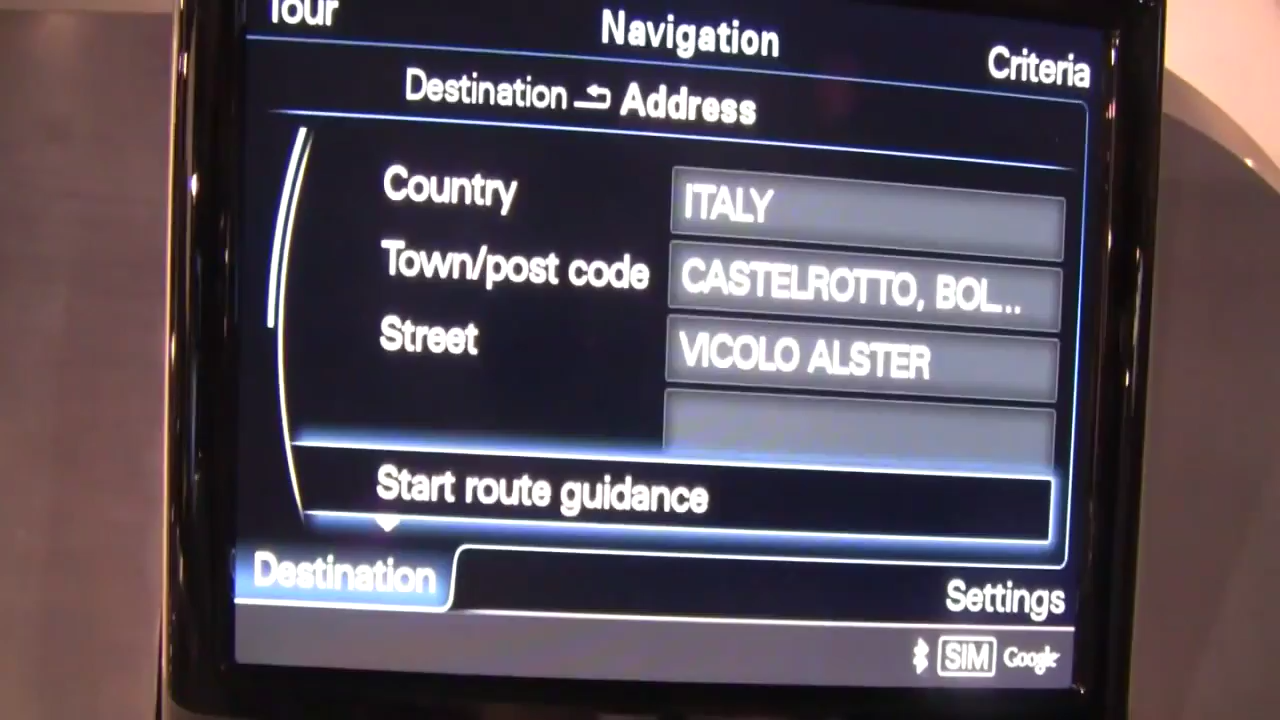 Tour
Navigation
Criteria
Destination Address
Country
ITALY
Town/post code
CASTELROTTO, BOL..
Street
VICOLO ALSTER
Start route guidance
Destination
Settings
SIM Google